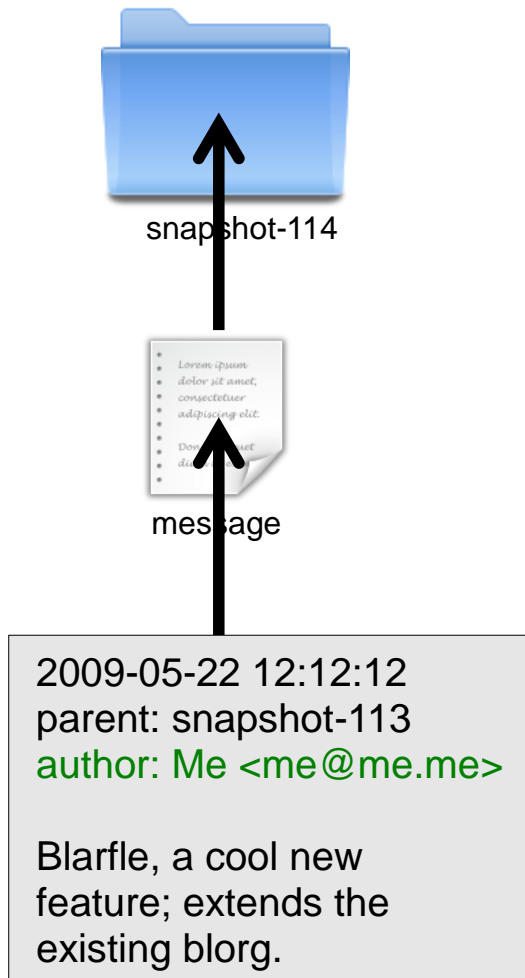 snapshot-114
Lorem ipsum
dolor sit amet,
consectetuer
adipiscing elit.
message
2009-05-22 12:12:12
parent: snapshot-113
author: Me <me@me.me>
Blarfle, a cool new
feature; extends the
existing blorg.